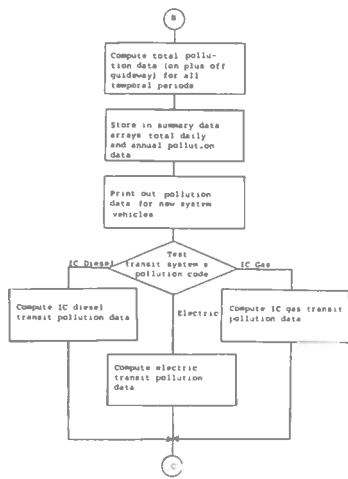 B
Compute total pollu-
tion data (on plus off
guideway) for all
temporal periods
Store in summary data
arrays total daily
and annual pollution
data
Print out pollution
data for new system
vehicles
Test
transit system s
pollution code
IC Diesel
IC Gas
Electric
Compute IC diesel
transit pollution data
Compute IC gas transit
pollution data
Compute electric
transit pollution
data
C